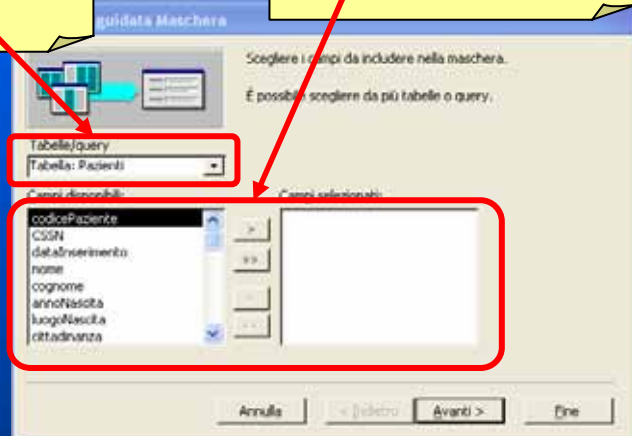 guidata Maschera
Scegliere i campi da includere nella maschera.
È possibile scegliere da più tabelle o query.
Tabelle/query
Tabella: Pazienti
Campi disponibili:
Campi selezionati:
codicePaziente
CSSN
dataInserimento
nome
cognome
annoNascita
luogoNascita
cittadinanza
>
>>
<
<<
Annulla
< Indietro
Avanti >
Fine